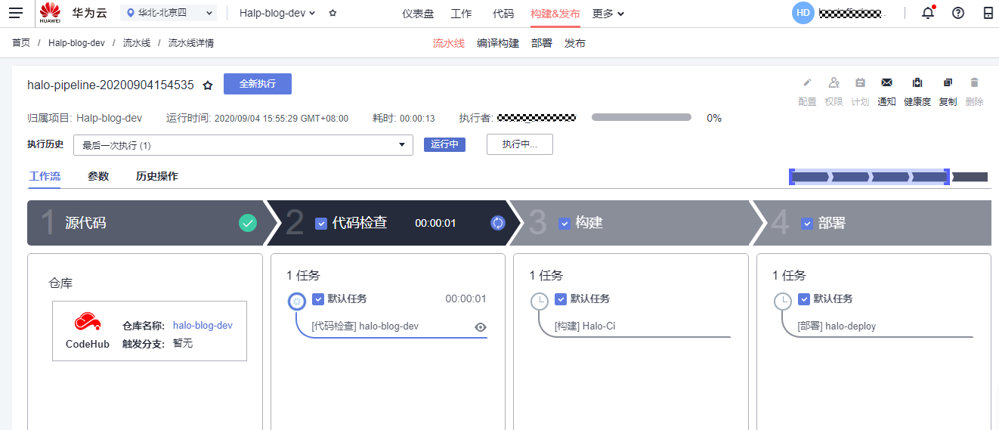 HUAWEI 华为云 华北-北京四 Halp-blog-dev 仪表盘 工作 代码 构建&发布 更多 HD
首页 / Halp-blog-dev / 流水线 / 流水线详情 流水线 编译构建 部署 发布
halo-pipeline-20200904154535 全新执行
配置 权限 计划 通知 健康度 复制 删除
归属项目: Halp-blog-dev 运行时间: 2020/09/04 15:55:29 GMT+08:00 耗时: 00:00:13 执行者: 0%
执行历史 最后一次执行 (1) 运行中 执行中...
工作流 参数 历史操作
1 源代码 2 代码检查 00:00:01 3 构建 4 部署
仓库
CodeHub
仓库名称: halo-blog-dev
触发分支: 暂无
1 任务
默认任务 00:00:01
[代码检查] halo-blog-dev
1 任务
默认任务
[构建] Halo-Ci
1 任务
默认任务
[部署] halo-deploy